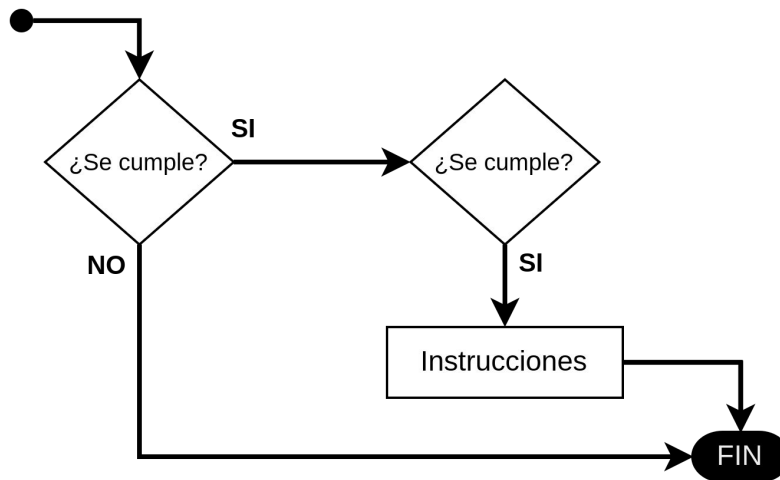 SI
¿Se cumple?
¿Se cumple?
NO
SI
Instrucciones
FIN